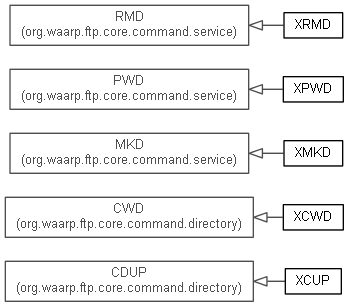 RMD
(org.waarp.ftp.core.command.service)
XRMD
PWD
(org.waarp.ftp.core.command.service)
XPWD
MKD
(org.waarp.ftp.core.command.service)
XMKD
CWD
(org.waarp.ftp.core.command.directory)
XCWD
CDUP
(org.waarp.ftp.core.command.directory)
XCUP